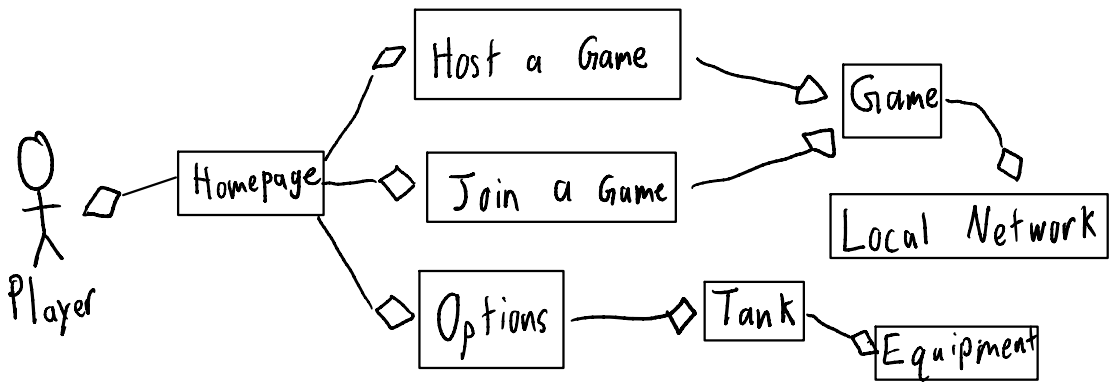 Host a Game
Game
Homepage
Join a Game
Local Network
Player
Options
Tank
Equipment